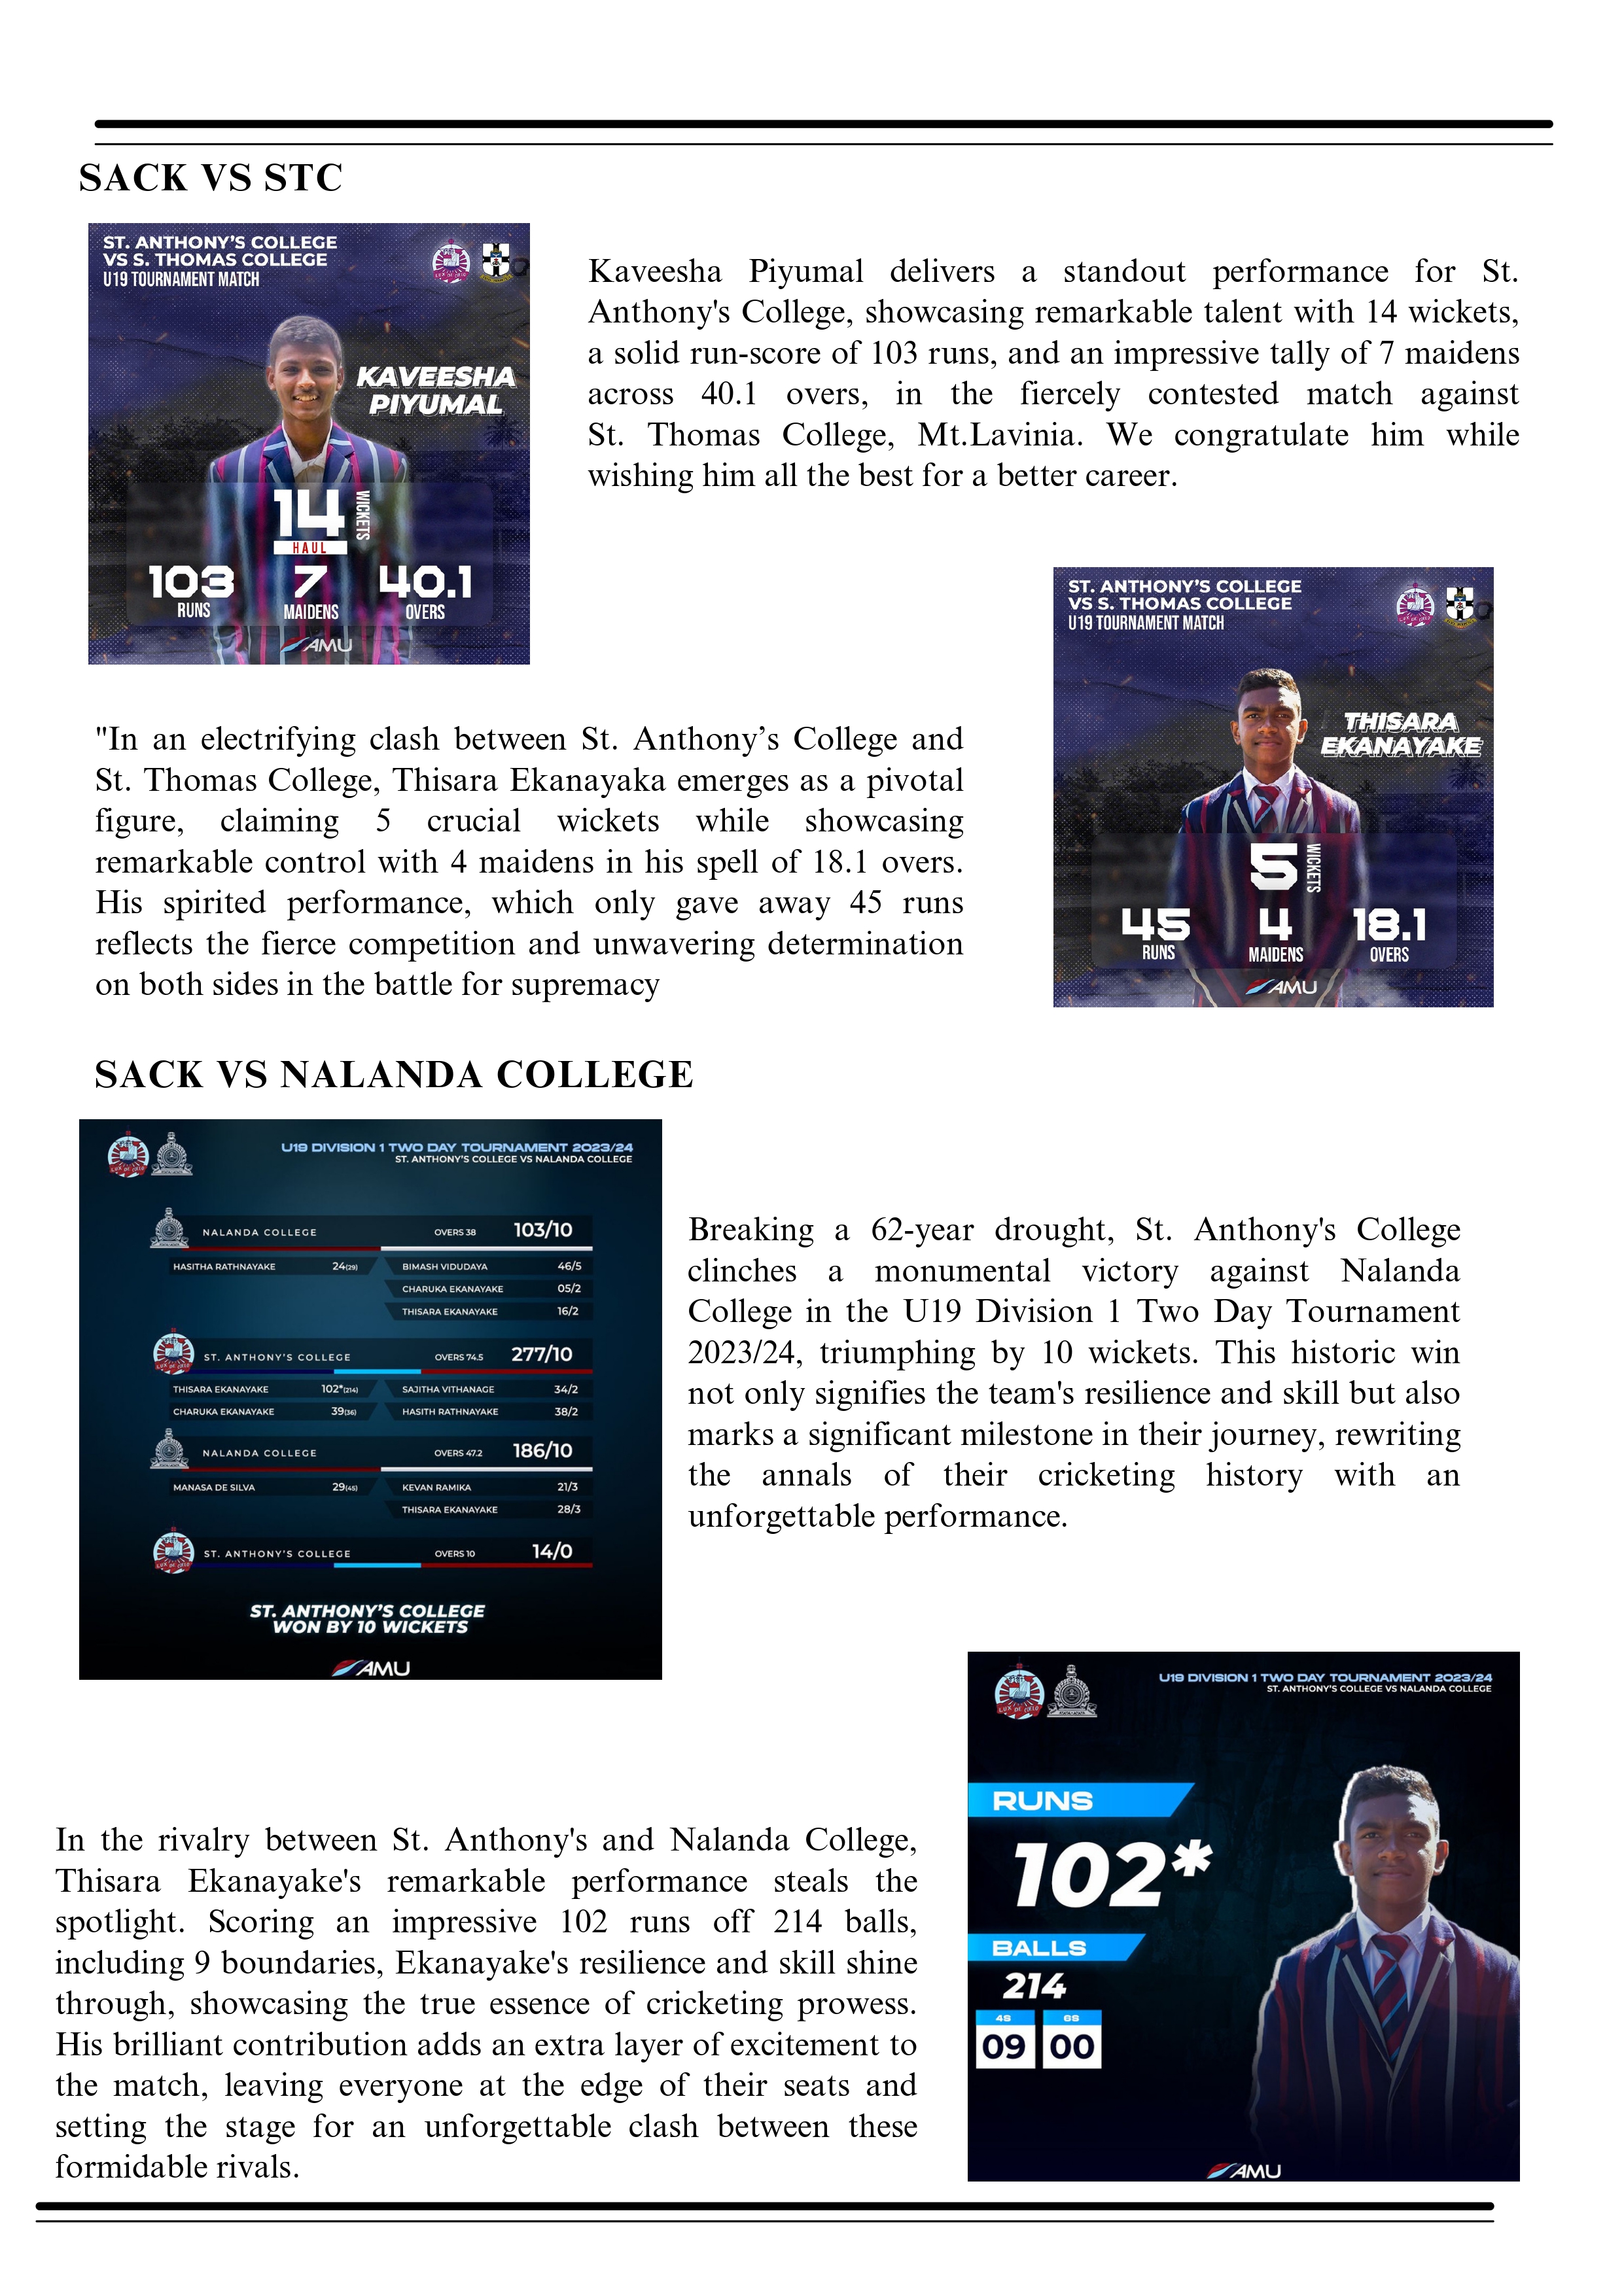 SACK VS STC
ST. ANTHONY'S COLLEGE
VS S. THOMAS COLLEGE
U19 TOURNAMENT MATCH
KAVEESHA
PIYUMAL
14 WICKETS
HAUL
103 7 40.1
RUNS MAIDENS OVERS
AMU
Kaveesha Piyumal delivers a standout performance for St.
Anthony's College, showcasing remarkable talent with 14 wickets,
a solid run-score of 103 runs, and an impressive tally of 7 maidens
across 40.1 overs, in the fiercely contested match against
St. Thomas College, Mt.Lavinia. We congratulate him while
wishing him all the best for a better career.
ST. ANTHONY'S COLLEGE
VS S. THOMAS COLLEGE
U19 TOURNAMENT MATCH
THISARA
EKANAYAKE
5 WICKETS
45 4 18.1
RUNS MAIDENS OVERS
AMU
"In an electrifying clash between St. Anthony’s College and
St. Thomas College, Thisara Ekanayaka emerges as a pivotal
figure, claiming 5 crucial wickets while showcasing
remarkable control with 4 maidens in his spell of 18.1 overs.
His spirited performance, which only gave away 45 runs
reflects the fierce competition and unwavering determination
on both sides in the battle for supremacy
SACK VS NALANDA COLLEGE
U19 DIVISION 1 TWO DAY TOURNAMENT 2023/24
ST. ANTHONY'S COLLEGE VS NALANDA COLLEGE
NALANDA COLLEGE OVERS 38 103/10
HASITHA RATHNAYAKE 24(29) BIMASH VIDUDAYA 46/5
CHARUKA EKANAYAKE 05/2
THISARA EKANAYAKE 16/2
ST. ANTHONY'S COLLEGE OVERS 74.5 277/10
THISARA EKANAYAKE 102*(214) SAJITHA VITHANAGE 34/2
CHARUKA EKANAYAKE 39(36) HASITH RATHNAYAKE 38/2
NALANDA COLLEGE OVERS 47.2 186/10
MANASA DE SILVA 29(45) KEVAN RAMIKA 21/3
THISARA EKANAYAKE 28/3
ST. ANTHONY'S COLLEGE OVERS 10 14/0
ST. ANTHONY'S COLLEGE
WON BY 10 WICKETS
AMU
Breaking a 62-year drought, St. Anthony's College
clinches a monumental victory against Nalanda
College in the U19 Division 1 Two Day Tournament
2023/24, triumphing by 10 wickets. This historic win
not only signifies the team's resilience and skill but also
marks a significant milestone in their journey, rewriting
the annals of their cricketing history with an
unforgettable performance.
U19 DIVISION 1 TWO DAY TOURNAMENT 2023/24
ST. ANTHONY'S COLLEGE VS NALANDA COLLEGE
RUNS
102*
BALLS
214
4S 6S
09 00
AMU
In the rivalry between St. Anthony's and Nalanda College,
Thisara Ekanayake's remarkable performance steals the
spotlight. Scoring an impressive 102 runs off 214 balls,
including 9 boundaries, Ekanayake's resilience and skill shine
through, showcasing the true essence of cricketing prowess.
His brilliant contribution adds an extra layer of excitement to
the match, leaving everyone at the edge of their seats and
setting the stage for an unforgettable clash between these
formidable rivals.